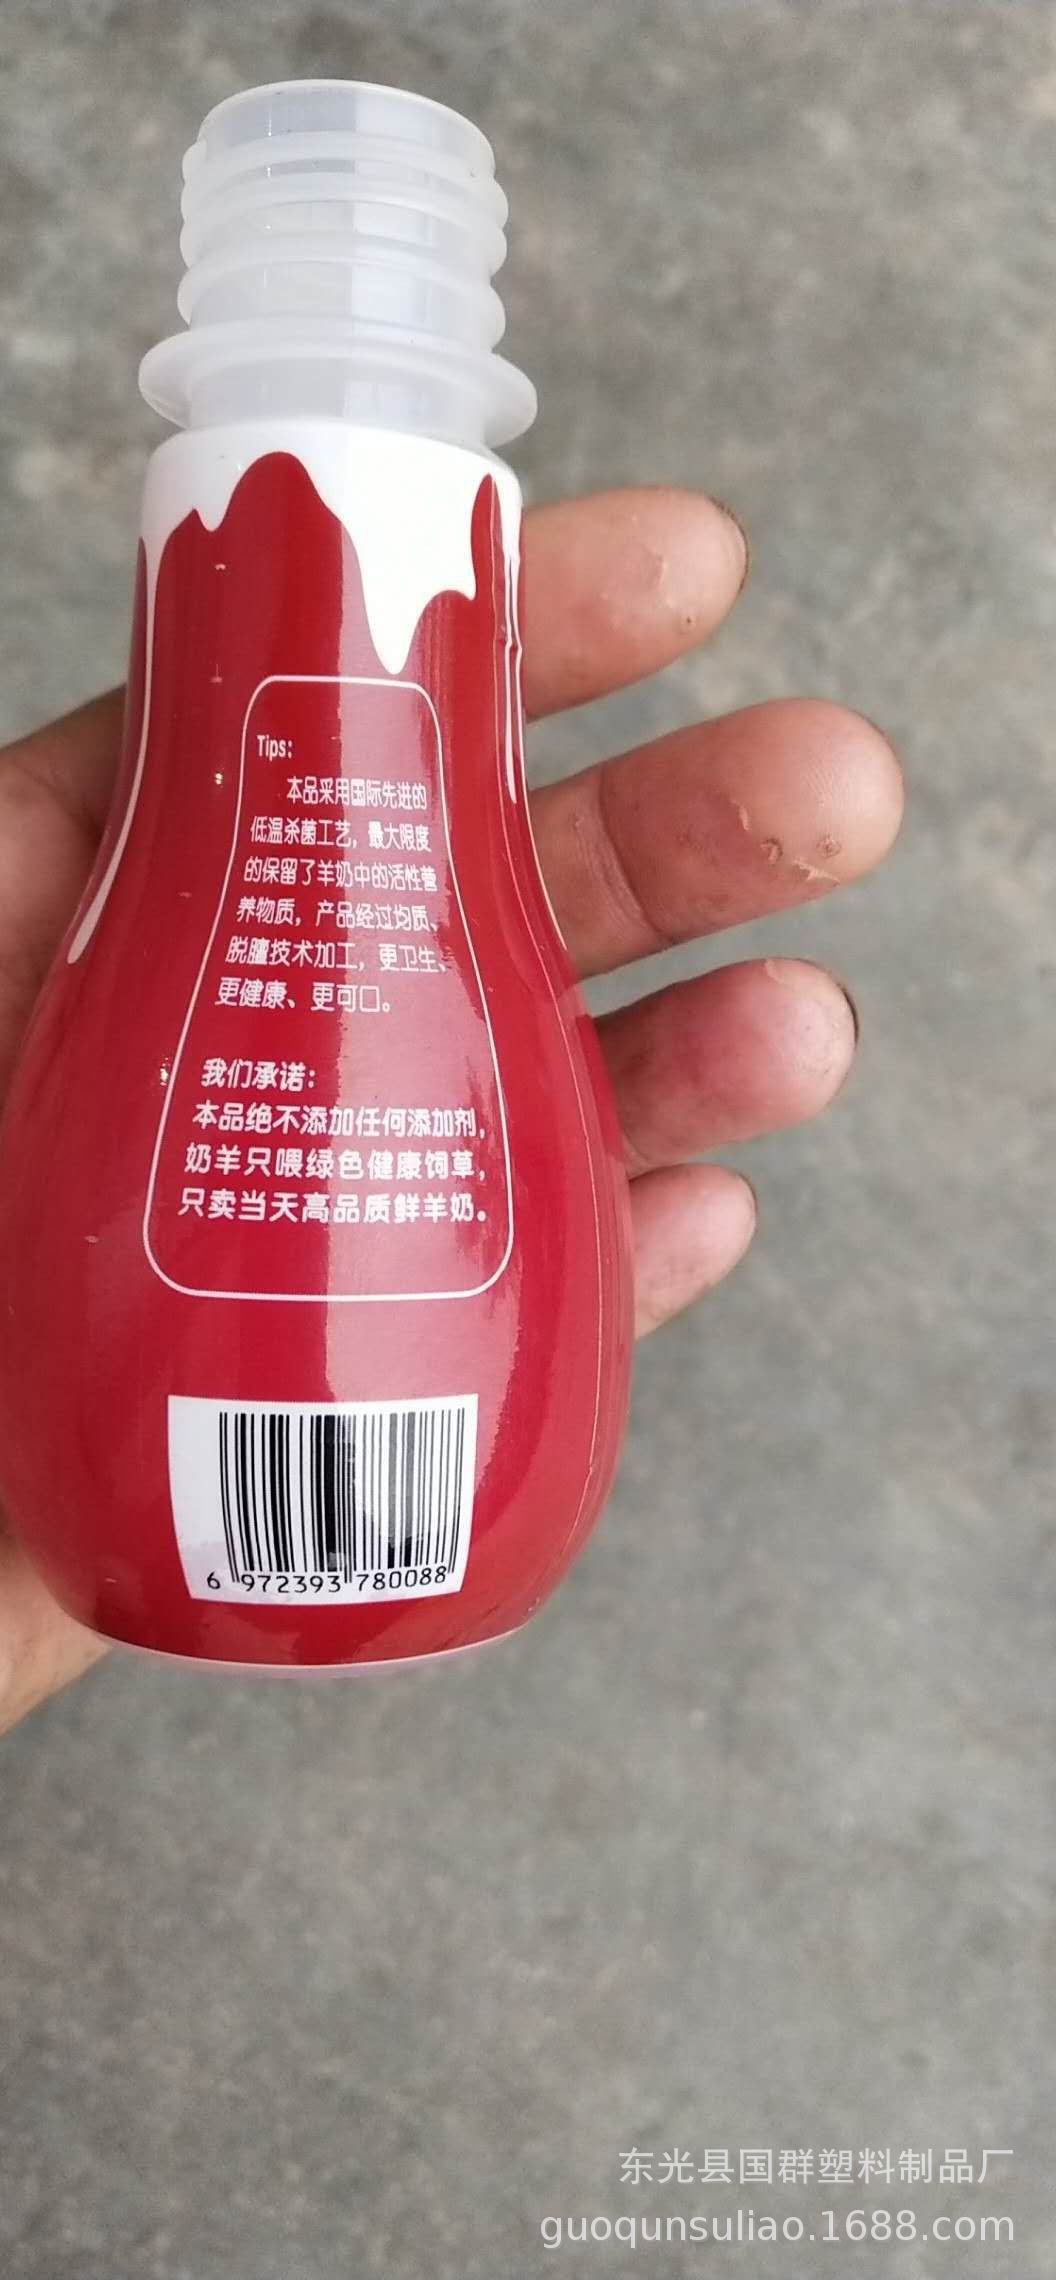 Tips:
本品采用国际先进的
低温杀菌工艺，最大限度
的保留了羊奶中的活性营
养物质，产品经过均质、
脱膻技术加工，更卫生、
更健康、更可口。
我们承诺：
本品绝不添加任何添加剂，
奶羊只喂绿色健康饲草，
只卖当天高品质鲜羊奶。
6 972393 780088
东光县国群塑料制品厂
guoqunsuliao.1688.com